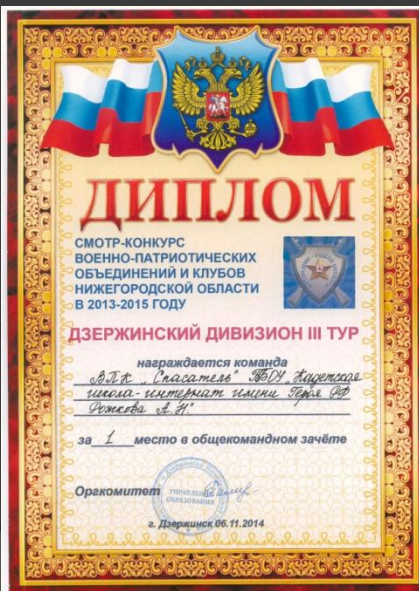 ДИПЛОМ
СМОТР-КОНКУРС
ВОЕННО-ПАТРИОТИЧЕСКИХ
ОБЪЕДИНЕНИЙ И КЛУБОВ
НИЖЕГОРОДСКОЙ ОБЛАСТИ
В 2013-2015 ГОДУ
ДЗЕРЖИНСКИЙ ДИВИЗИОН III ТУР
награждается команда
ВПК „Спасатель" ГБОУ „Кадетская
школа-интернат имени Героя РФ
Рожкова А.Н"
за 1 место в общекомандном зачёте
Оргкомитет
УПРАВЛЕНИЕ
ОБРАЗОВАНИЯ
г. Дзержинск 06.11.2014